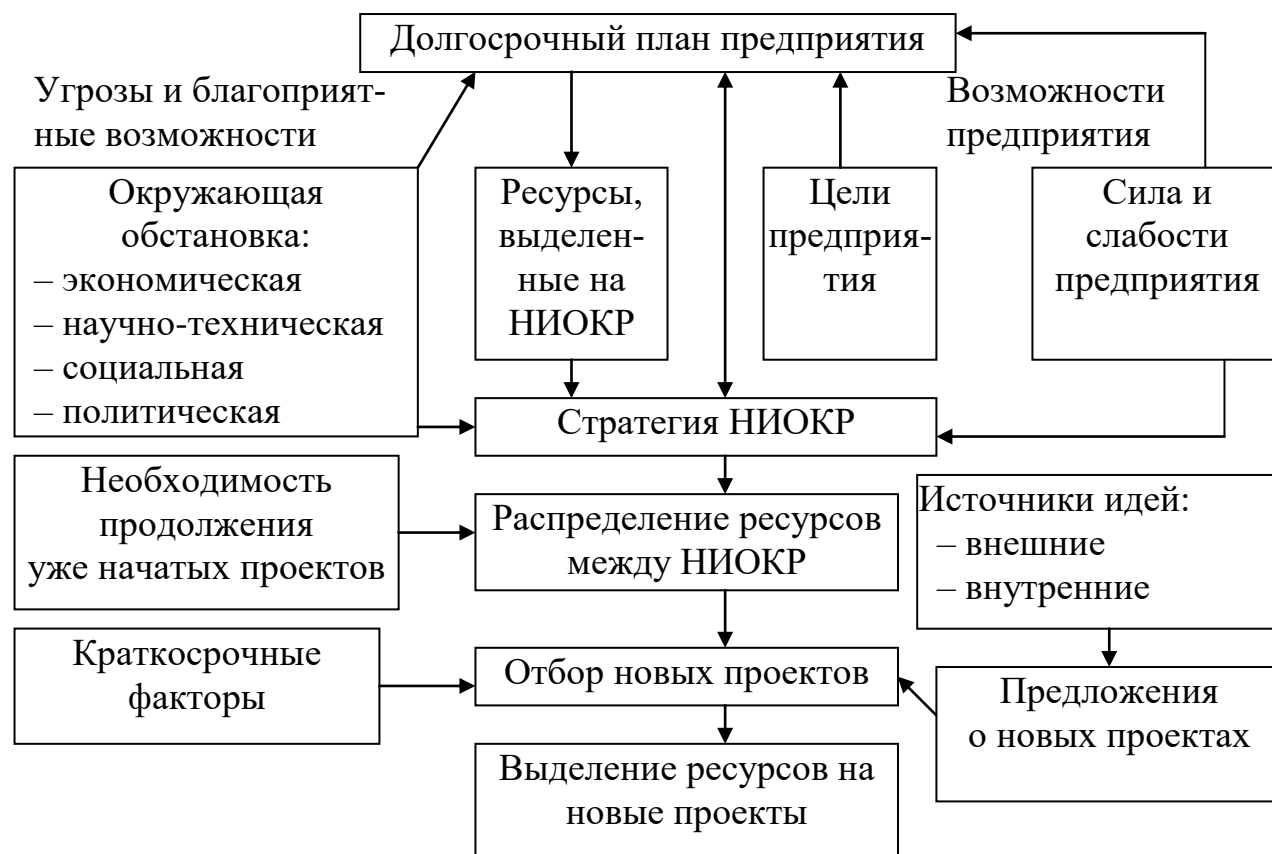 Долгосрочный план предприятия
Угрозы и благоприят-
ные возможности
Возможности
предприятия
Окружающая
обстановка:
– экономическая
– научно-техническая
– социальная
– политическая
Ресурсы,
выделен-
ные на
НИОКР
Цели
предприя-
тия
Сила и
слабости
предприятия
Стратегия НИОКР
Необходимость
продолжения
уже начатых проектов
Распределение ресурсов
между НИОКР
Источники идей:
– внешние
– внутренние
Краткосрочные
факторы
Отбор новых проектов
Предложения
о новых проектах
Выделение ресурсов на
новые проекты